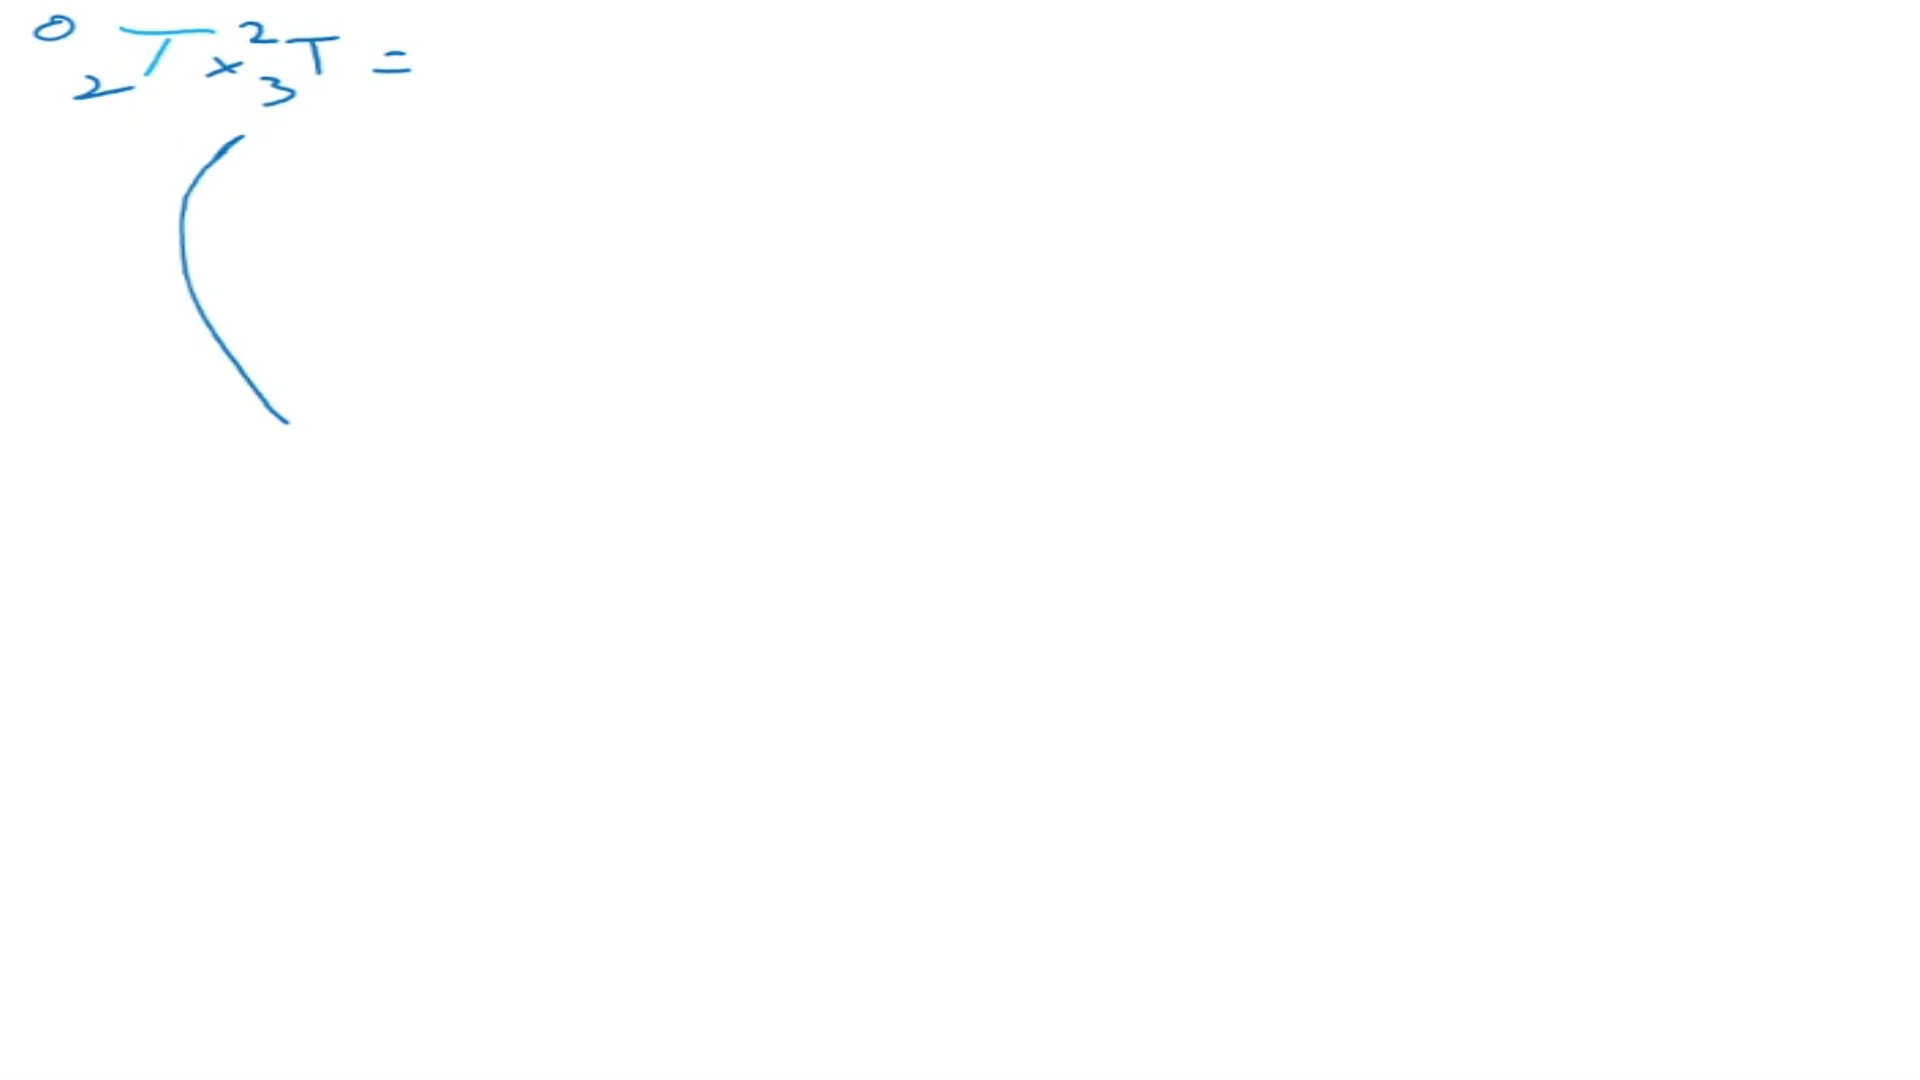 ⁰₂T × ²₃T =
(